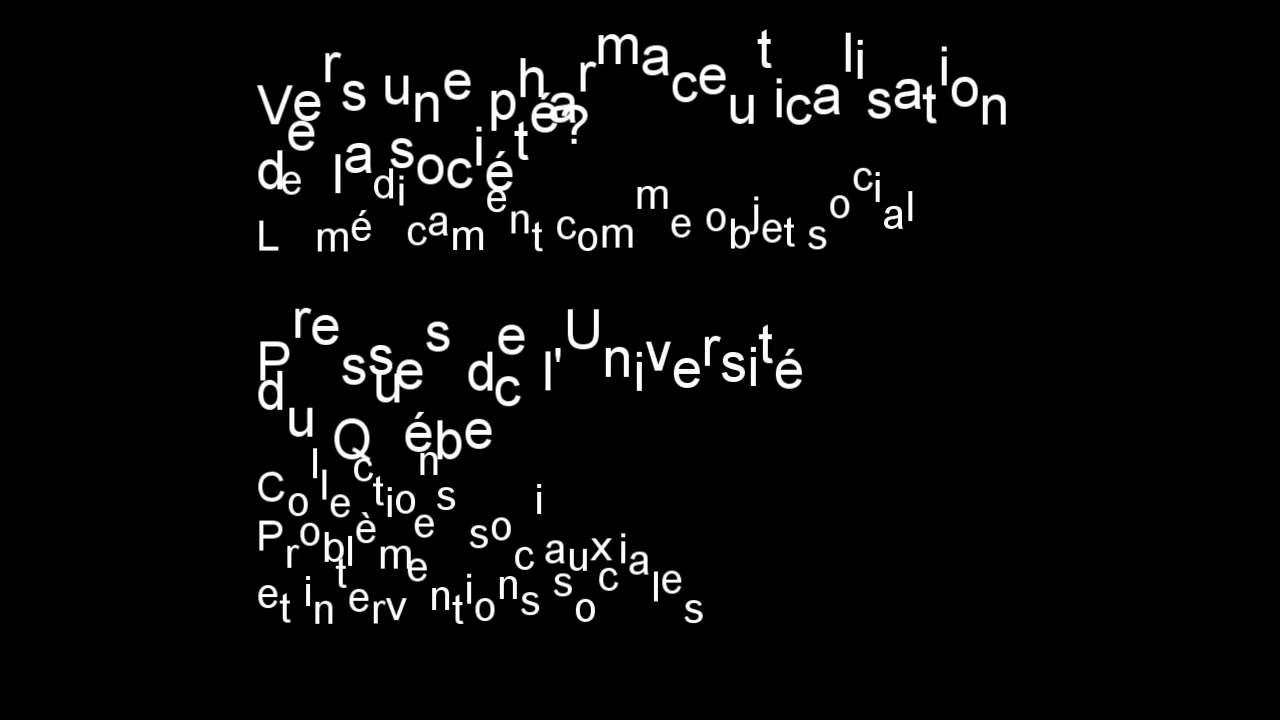 Vers une pharmaceuticalisation
de la société?
Le médicament comme objet social
Presses de l'Université
du Québec
Collections
Problèmes sociaux
et interventions sociales